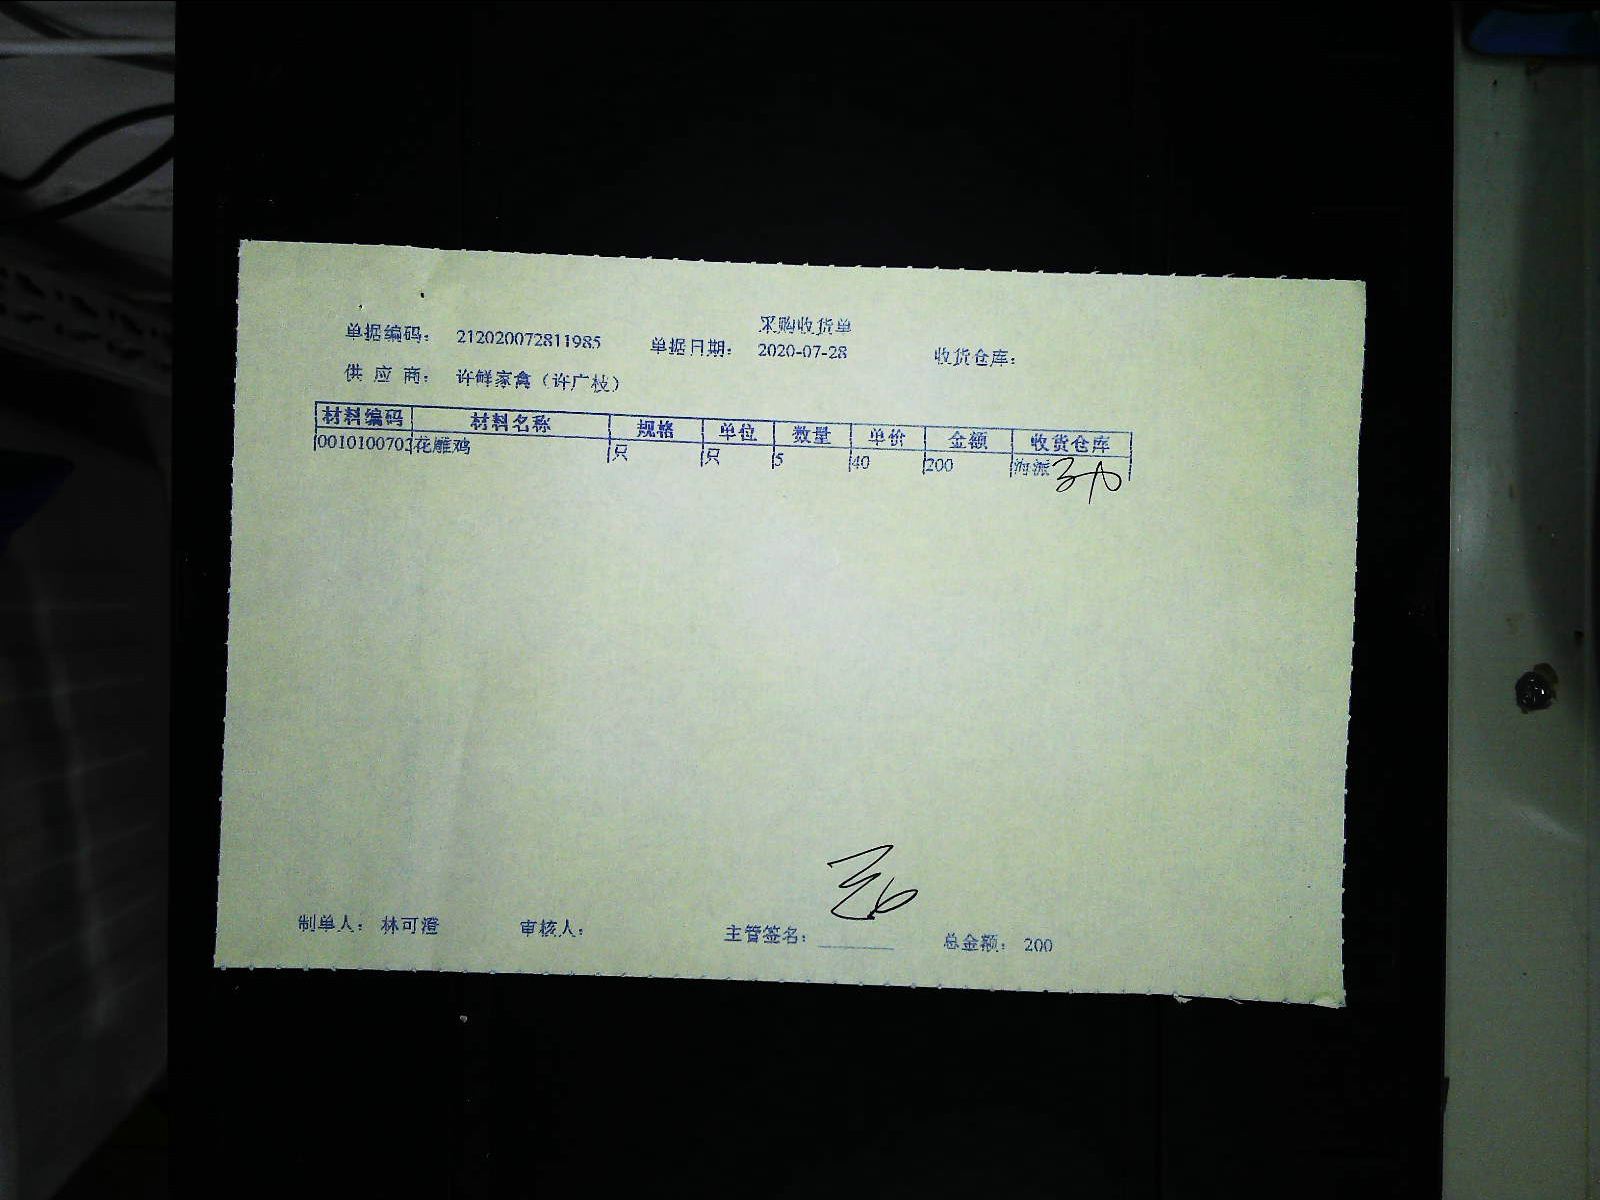 采购收货单
单据编码： 212020072811985 单据日期： 2020-07-28 收货仓库：
供 应 商： 许鲜家禽（许广枝）
材料编码 材料名称 规格 单位 数量 单价 金额 收货仓库
0010100703 花雕鸡 只 只 5 40 200 海派
制单人： 林可澄 审核人： 主管签名： 总金额： 200